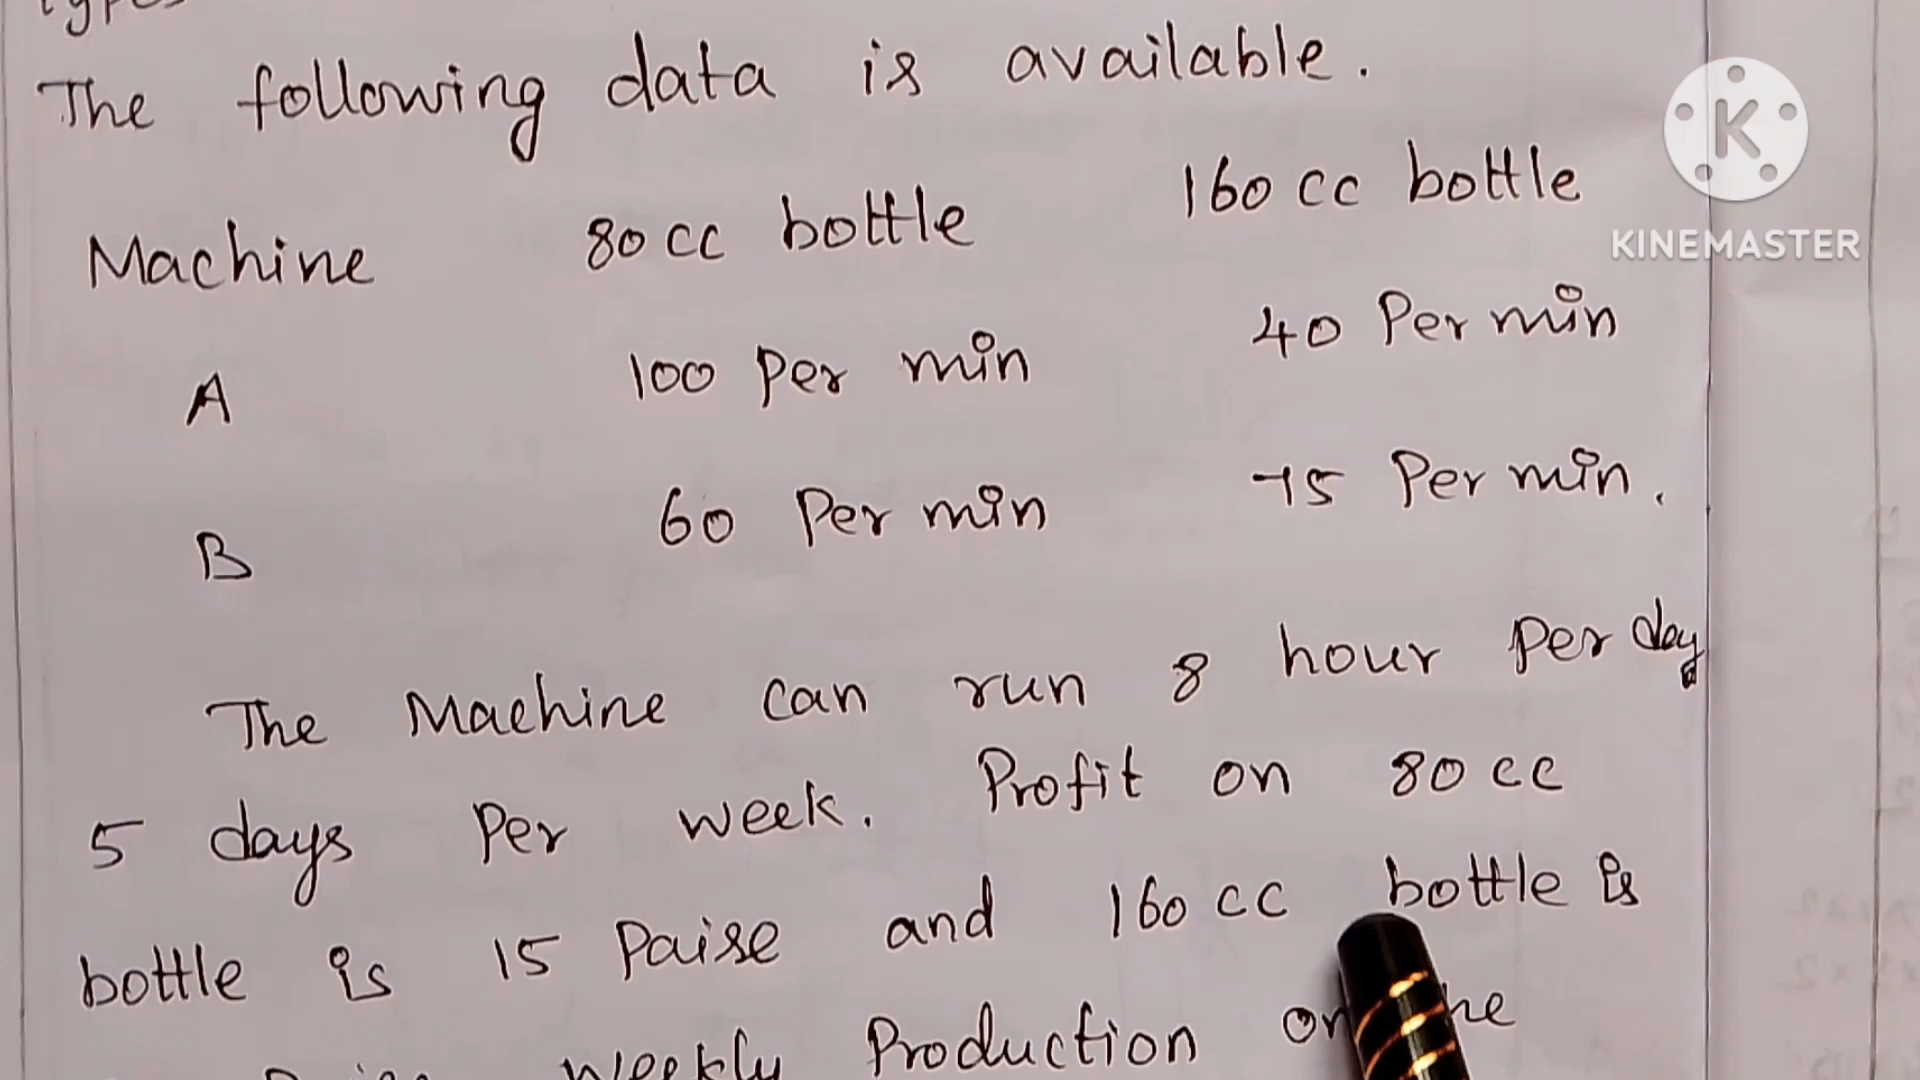 The following data is available.
Machine 80 cc bottle 160 cc bottle
A 100 Per min 40 Per min
B 60 Per min 75 Per min.
The Machine can run 8 hour Per day
5 days Per week. Profit on 80 cc
bottle is 15 Paise and 160 cc bottle is
weekly Production
KINEMASTER